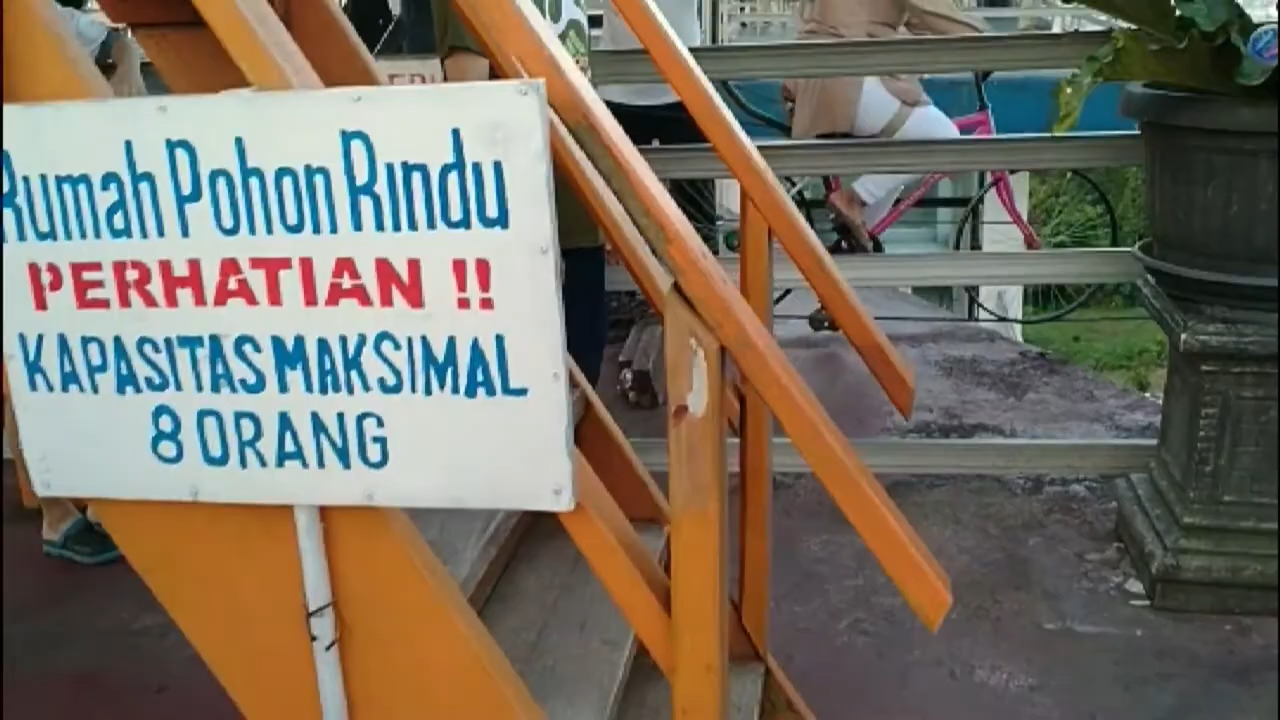 Rumah Pohon Rindu
PERHATIAN !!
KAPASITAS MAKSIMAL
8 ORANG